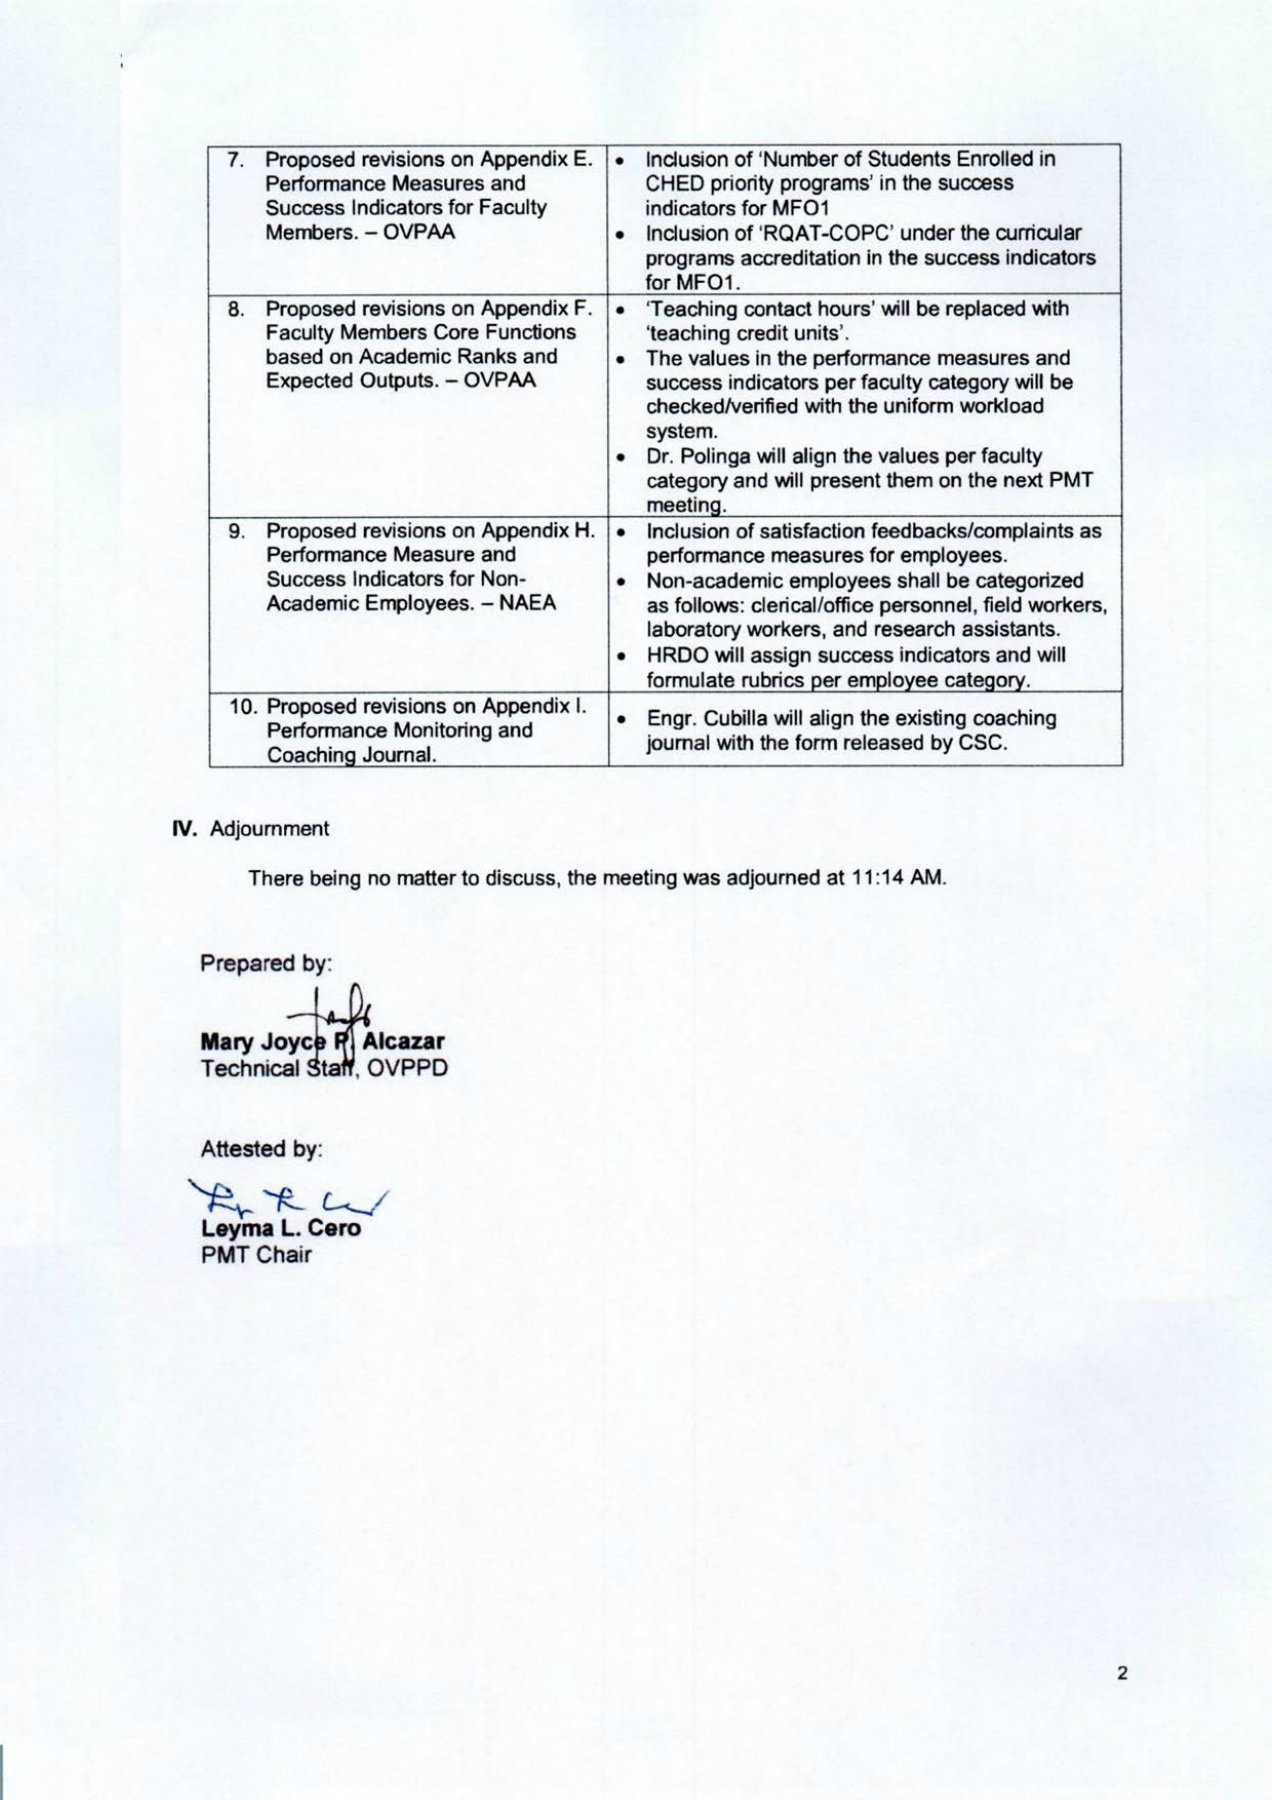 7. Proposed revisions on Appendix E.
Performance Measures and
Success Indicators for Faculty
Members. – OVPAA
• Inclusion of 'Number of Students Enrolled in
CHED priority programs' in the success
indicators for MFO1
• Inclusion of 'RQAT-COPC' under the curricular
programs accreditation in the success indicators
for MFO1.
8. Proposed revisions on Appendix F.
Faculty Members Core Functions
based on Academic Ranks and
Expected Outputs. – OVPAA
• 'Teaching contact hours' will be replaced with
'teaching credit units'.
• The values in the performance measures and
success indicators per faculty category will be
checked/verified with the uniform workload
system.
• Dr. Polinga will align the values per faculty
category and will present them on the next PMT
meeting.
9. Proposed revisions on Appendix H.
Performance Measure and
Success Indicators for Non-
Academic Employees. – NAEA
• Inclusion of satisfaction feedbacks/complaints as
performance measures for employees.
• Non-academic employees shall be categorized
as follows: clerical/office personnel, field workers,
laboratory workers, and research assistants.
• HRDO will assign success indicators and will
formulate rubrics per employee category.
10. Proposed revisions on Appendix I.
Performance Monitoring and
Coaching Journal.
• Engr. Cubilla will align the existing coaching
journal with the form released by CSC.
IV. Adjournment
There being no matter to discuss, the meeting was adjourned at 11:14 AM.
Prepared by:
Mary Joyce P. Alcazar
Technical Staff, OVPPD
Attested by:
Leyma L. Cero
PMT Chair
2